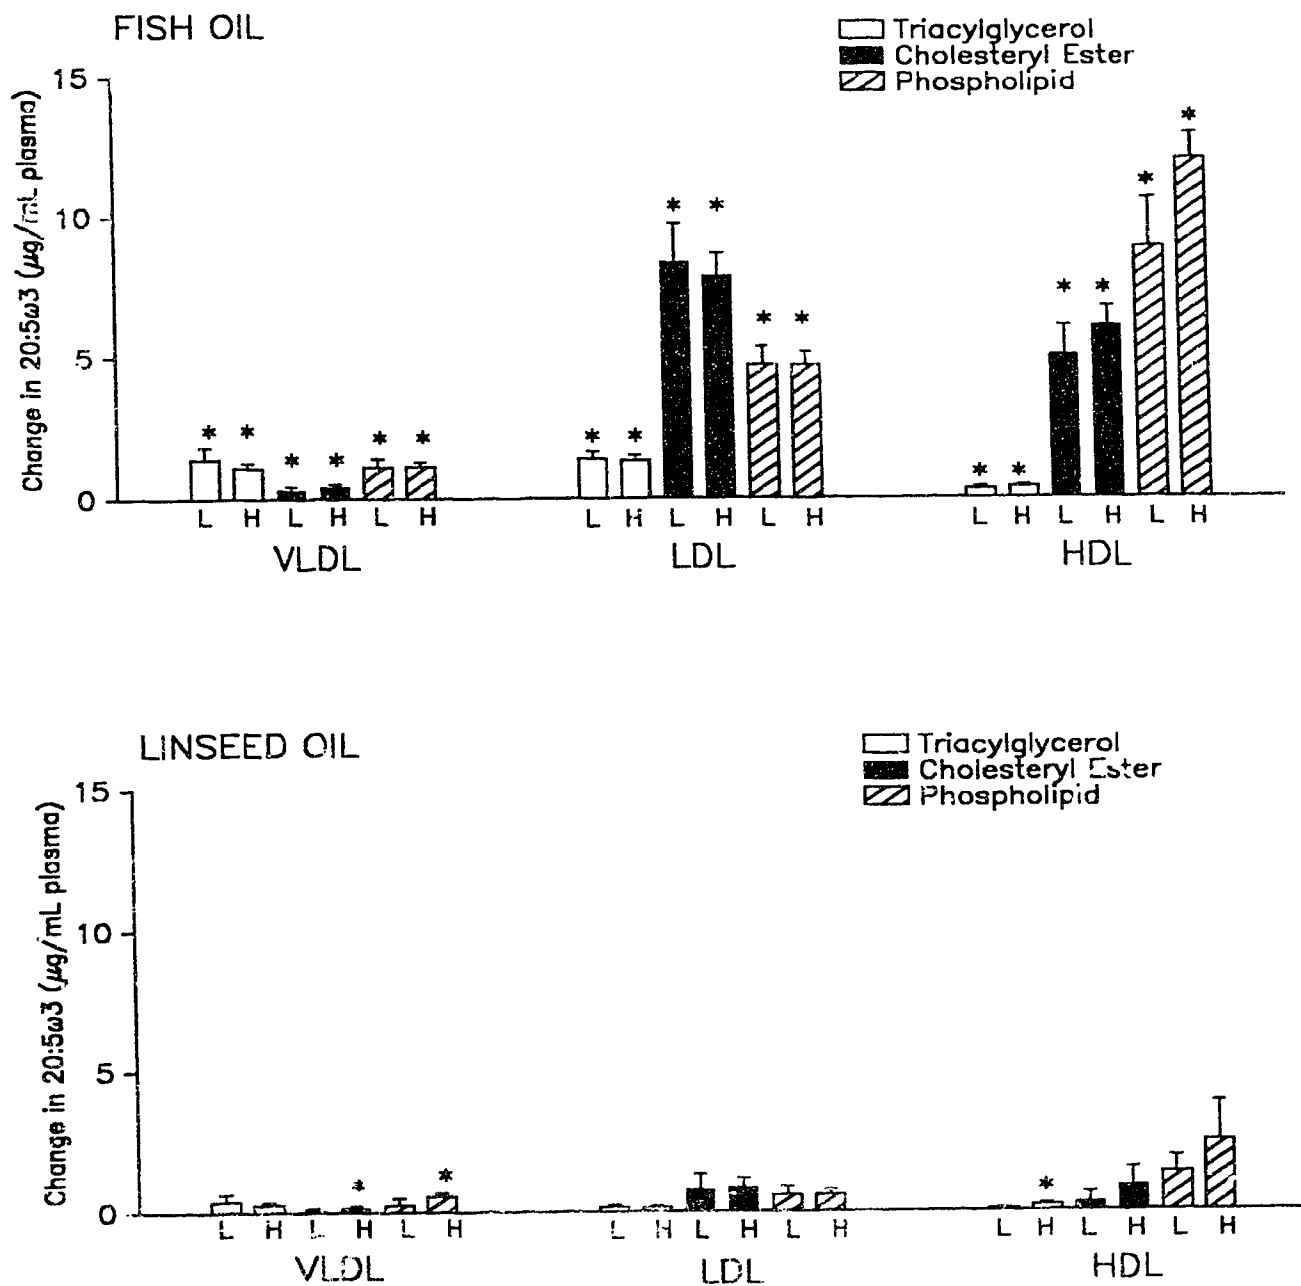 FISH OIL
Triacylglycerol
Cholesteryl Ester
Phospholipid
Change in 20:5ω3 (μg/mL plasma)
15
10
5
0
* * * * * * * * * * * * * * * * * *
L H L H L H L H L H L H L H L H L H
VLDL LDL HDL
LINSEED OIL
Triacylglycerol
Cholesteryl Ester
Phospholipid
Change in 20:5ω3 (μg/mL plasma)
15
10
5
0
* * *
L H L H L H L H L H L H L H L H L H
VLDL LDL HDL